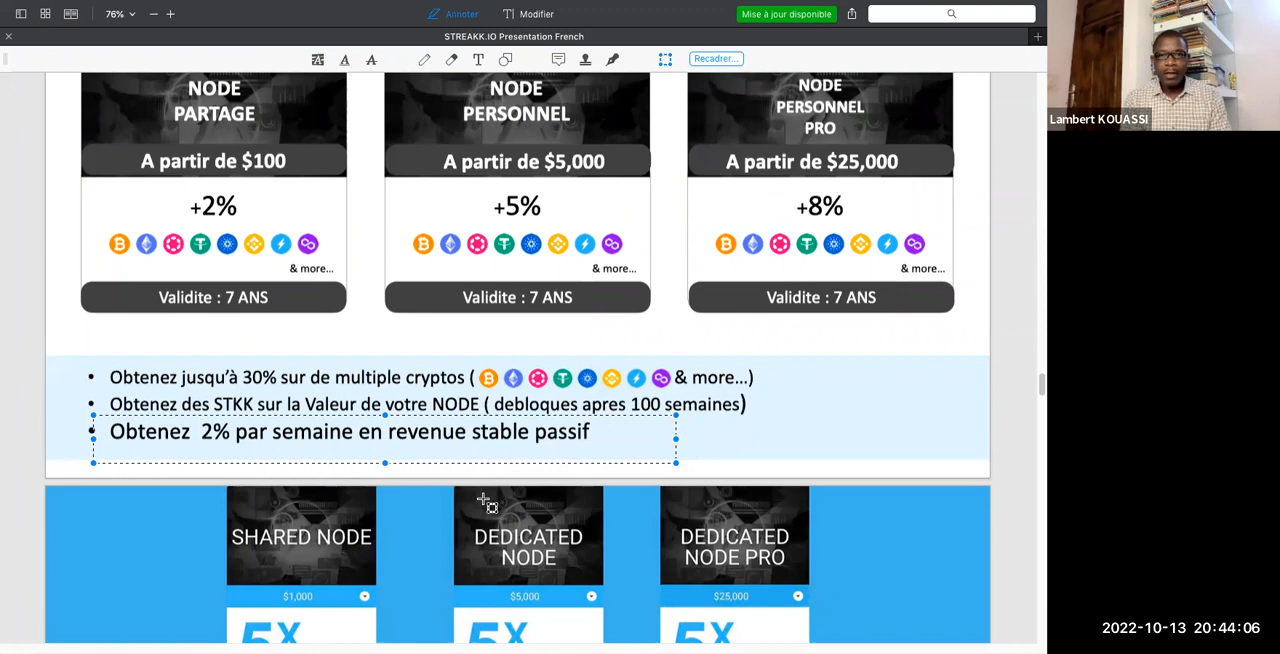 76%
Annoter
Modifier
Mise à jour disponible
STREAKK.IO Presentation French
Recadrer...
NODE PARTAGE
A partir de $100
+2%
& more...
Validite : 7 ANS
NODE PERSONNEL
A partir de $5,000
+5%
& more...
Validite : 7 ANS
NODE PERSONNEL PRO
A partir de $25,000
+8%
& more...
Validite : 7 ANS
• Obtenez jusqu'à 30% sur de multiple cryptos ( & more...)
• Obtenez des STKK sur la Valeur de votre NODE ( debloques apres 100 semaines)
• Obtenez 2% par semaine en revenue stable passif
SHARED NODE
$1,000
5X
DEDICATED NODE
$5,000
5X
DEDICATED NODE PRO
$25,000
5X
Lambert KOUASSI
2022-10-13 20:44:06